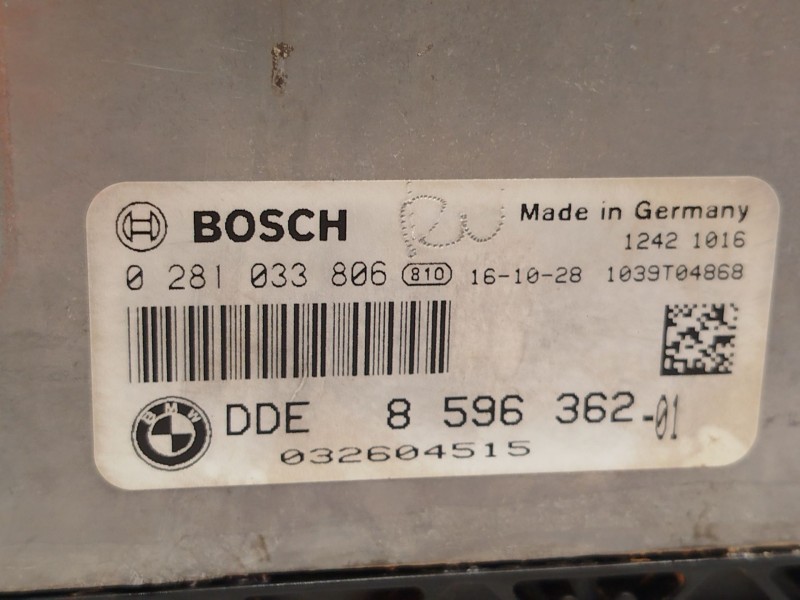 BOSCH Made in Germany
1242 1016
0 281 033 806 810 16-10-28 1039T04868
BMW DDE 8 596 362-01
032604515